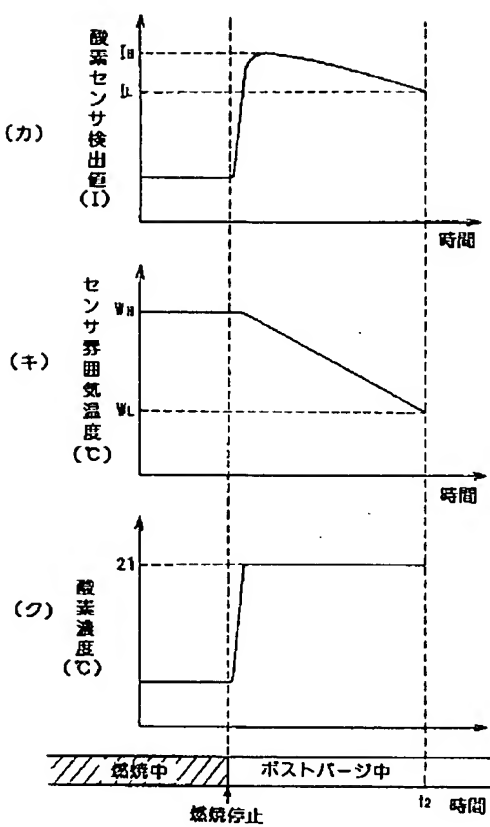 (カ)
酸素センサ検出値
(I)
IH
IL
時間
(キ)
センサ雰囲気温度
(℃)
WH
WL
時間
(ク)
酸素濃度
(℃)
21
燃焼中
ポストパージ中
燃焼停止
t2
時間